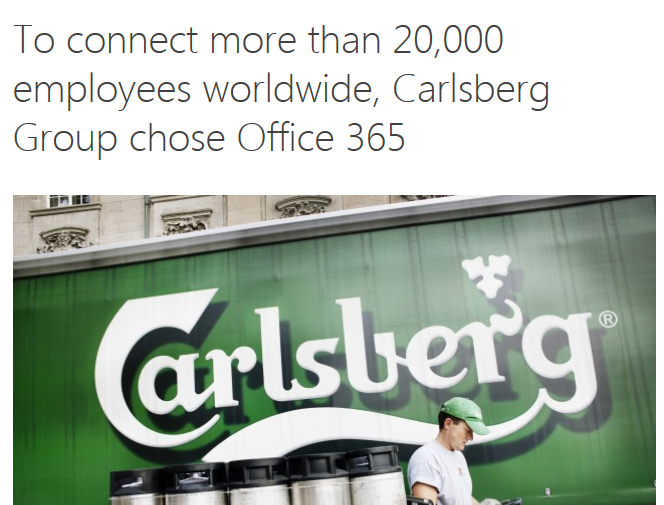 To connect more than 20,000
employees worldwide, Carlsberg
Group chose Office 365
Carlsberg®